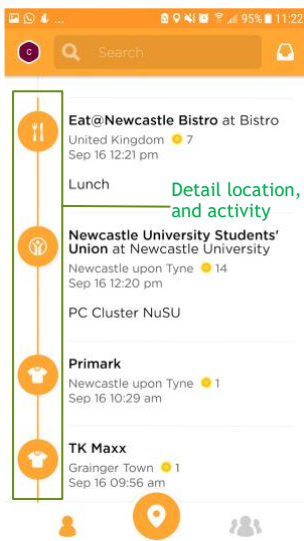 95% 11:22
C
Search
Eat@Newcastle Bistro at Bistro
United Kingdom 7
Sep 16 12:21 pm
Lunch
Detail location,
and activity
Newcastle University Students'
Union at Newcastle University
Newcastle upon Tyne 14
Sep 16 12:20 pm
PC Cluster NuSU
Primark
Newcastle upon Tyne 1
Sep 16 10:29 am
TK Maxx
Grainger Town 1
Sep 16 09:56 am